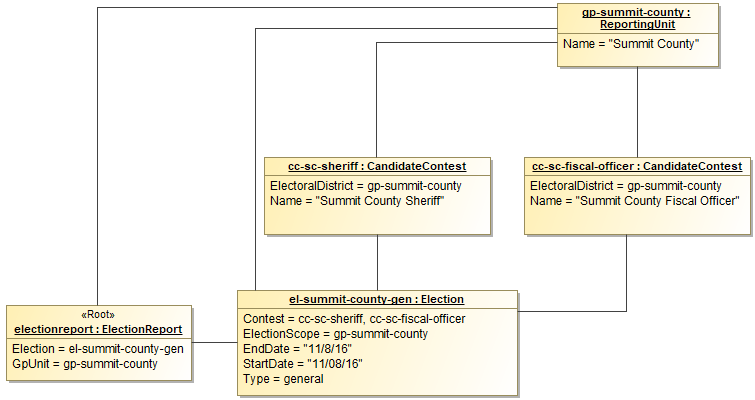 gp-summit-county :
ReportingUnit
Name = "Summit County"
cc-sc-sheriff : CandidateContest
ElectoralDistrict = gp-summit-county
Name = "Summit County Sheriff"
cc-sc-fiscal-officer : CandidateContest
ElectoralDistrict = gp-summit-county
Name = "Summit County Fiscal Officer"
«Root»
electionreport : ElectionReport
Election = el-summit-county-gen
GpUnit = gp-summit-county
el-summit-county-gen : Election
Contest = cc-sc-sheriff, cc-sc-fiscal-officer
ElectionScope = gp-summit-county
EndDate = "11/8/16"
StartDate = "11/08/16"
Type = general